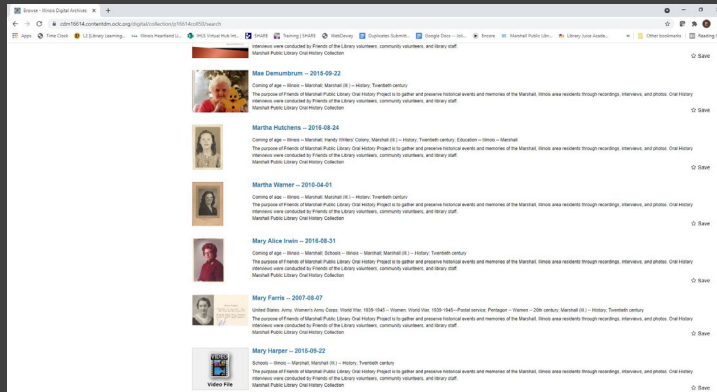 Browse - Illinois Digital Archives
cdm16614.contentdm.oclc.org/digital/collection/p16614coll50/search
Apps Time Clock L2 (Library Learning... Illinois Heartland Li... IHLS Virtual Hub Int... SHARE Training | SHARE WebDewey Duplicates Submitti... Google Docs -- Joli... Encore Marshall Public Libr... Library Juice Acade... Other bookmarks Reading
interviews were conducted by Friends of the Library volunteers, community volunteers, and library staff.
Marshall Public Library Oral History Collection
Save
Mae Demumbrum -- 2016-09-22
Coming of age -- Illinois -- Marshall; Marshall (Ill.) -- History; Twentieth century
The purpose of Friends of Marshall Public Library Oral History Project is to gather and preserve historical events and memories of the Marshall, Illinois area residents through recordings, interviews, and photos. Oral History
interviews were conducted by Friends of the Library volunteers, community volunteers, and library staff.
Marshall Public Library Oral History Collection
Save
Martha Hutchens -- 2016-08-24
Coming of age -- Illinois -- Marshall; Handy Writers' Colony; Marshall (Ill.) -- History; Twentieth century; Education -- Illinois -- Marshall
The purpose of Friends of Marshall Public Library Oral History Project is to gather and preserve historical events and memories of the Marshall, Illinois area residents through recordings, interviews, and photos. Oral History
interviews were conducted by Friends of the Library volunteers, community volunteers, and library staff.
Marshall Public Library Oral History Collection
Save
Martha Warner -- 2010-04-01
Coming of age -- Illinois -- Marshall; Marshall (Ill.) -- History; Twentieth century
The purpose of Friends of Marshall Public Library Oral History Project is to gather and preserve historical events and memories of the Marshall, Illinois area residents through recordings, interviews, and photos. Oral History
interviews were conducted by Friends of the Library volunteers, community volunteers, and library staff.
Marshall Public Library Oral History Collection
Save
Mary Alice Irwin -- 2016-08-31
Coming of age -- Illinois -- Marshall; Schools -- Illinois -- Marshall; Marshall (Ill.) -- History; Twentieth century
The purpose of Friends of Marshall Public Library Oral History Project is to gather and preserve historical events and memories of the Marshall, Illinois area residents through recordings, interviews, and photos. Oral History
interviews were conducted by Friends of the Library volunteers, community volunteers, and library staff.
Marshall Public Library Oral History Collection
Save
Mary Farris -- 2007-08-07
United States. Army. Women's Army Corps; World War, 1939-1945 -- Women; World War, 1939-1945--Postal service; Pentagon -- Women -- 20th century; Marshall (Ill.) -- History; Twentieth century
The purpose of Friends of Marshall Public Library Oral History Project is to gather and preserve historical events and memories of the Marshall, Illinois area residents through recordings, interviews, and photos. Oral History
interviews were conducted by Friends of the Library volunteers, community volunteers, and library staff.
Marshall Public Library Oral History Collection
Save
VIDEO
Video File
Mary Harper -- 2016-09-22
Schools -- Illinois -- Marshall; Marshall (Ill.) -- History; Twentieth century
The purpose of Friends of Marshall Public Library Oral History Project is to gather and preserve historical events and memories of the Marshall, Illinois area residents through recordings, interviews, and photos. Oral History
interviews were conducted by Friends of the Library volunteers, community volunteers, and library staff.
Marshall Public Library Oral History Collection
Save